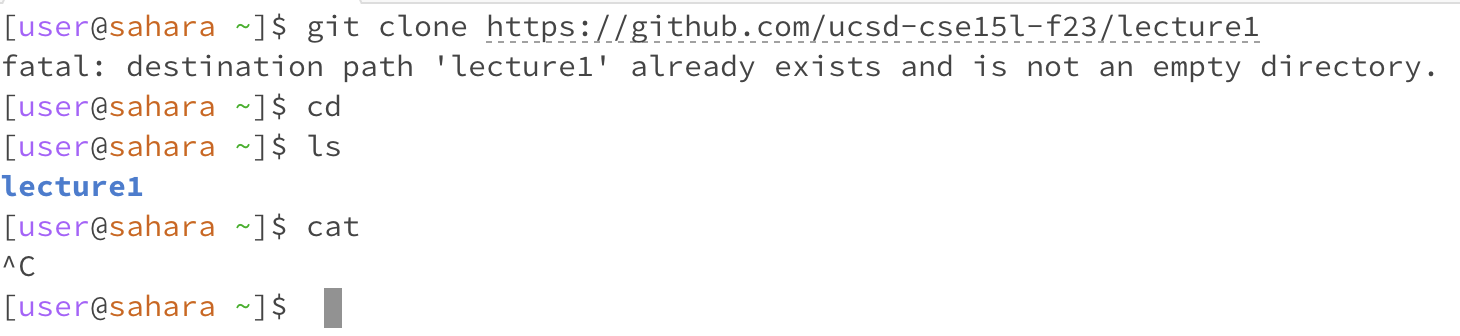 [user@sahara ~]$ git clone https://github.com/ucsd-cse15l-f23/lecture1
fatal: destination path 'lecture1' already exists and is not an empty directory.
[user@sahara ~]$ cd
[user@sahara ~]$ ls
lecture1
[user@sahara ~]$ cat
^C
[user@sahara ~]$